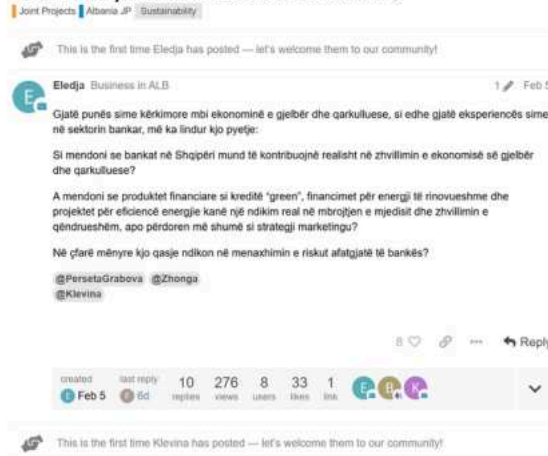 Joint Projects Albania JP Sustainability
This is the first time Eledja has posted — let's welcome them to our community!
E
Eledja Business in ALB 1 Feb 5
Gjatë punës sime kërkimore mbi ekonominë e gjelbër dhe qarkulluese, si edhe gjatë eksperiencës sime
në sektorin bankar, më ka lindur kjo pyetje:
Si mendoni se bankat në Shqipëri mund të kontribuojnë realisht në zhvillimin e ekonomisë së gjelbër
dhe qarkulluese?
A mendoni se produktet financiare si kreditë "green", financimet për energji të rinovueshme dhe
projektet për eficiencë energjie kanë një ndikim real në mbrojtjen e mjedisit dhe zhvillimin e
qëndrueshëm, apo përdoren më shumë si strategji marketingu?
Në çfarë mënyre kjo qasje ndikon në menaxhimin e riskut afatgjatë të bankës?
@PersetaGrabova @Zhonga
@Klevina
8 Reply
created last reply 10 276 8 33 1 E B K
E Feb 5 6d replies views users likes link
This is the first time Klevina has posted — let's welcome them to our community!